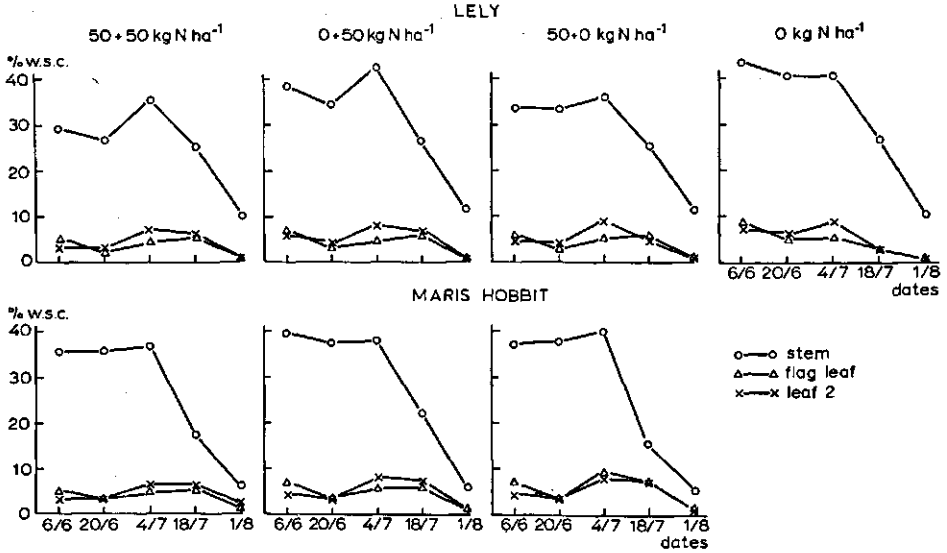 LELY
50 + 50 kg N ha⁻¹
0 + 50 kg N ha⁻¹
50 + 0 kg N ha⁻¹
0 kg N ha⁻¹
% w.s.c.
40
30
20
10
0
6/6 20/6 4/7 18/7 1/8
dates
MARIS HOBBIT
% w.s.c.
40
30
20
10
0
stem
flag leaf
leaf 2
6/6 20/6 4/7 18/7 1/8
6/6 20/6 4/7 18/7 1/8
6/6 20/6 4/7 18/7 1/8
dates